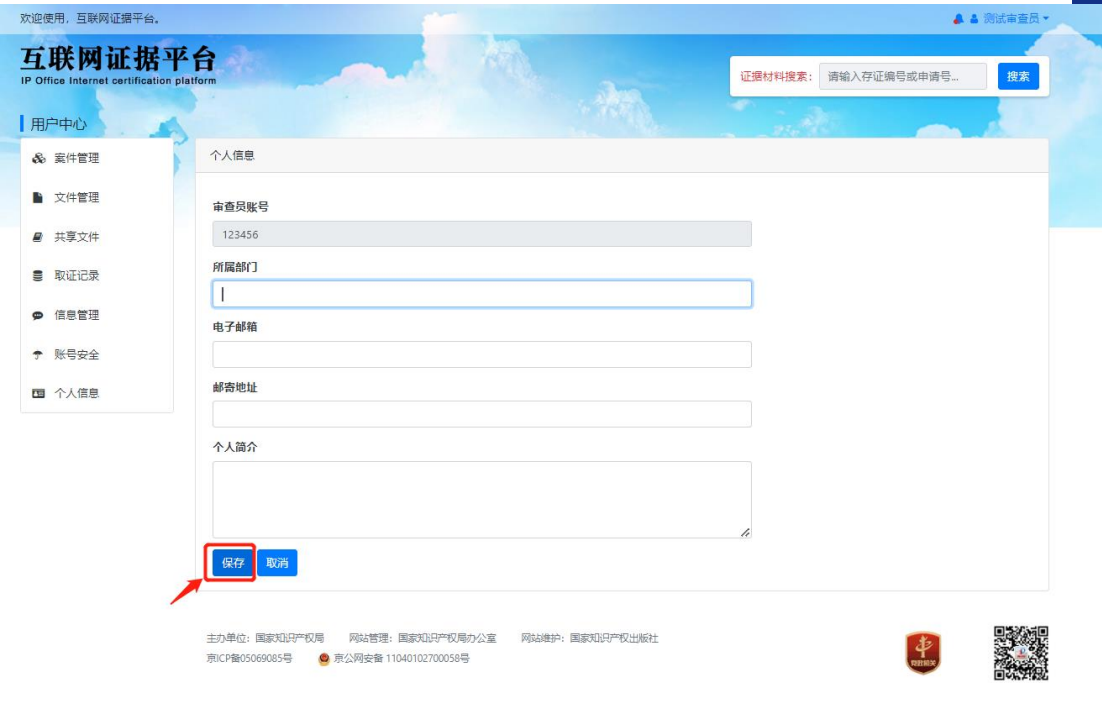 欢迎使用，互联网证据平台。
测试审查员
互联网证据平台
IP Office Internet certification platform
证据材料搜索： 请输入存证编号或申请号... 搜索
用户中心
案件管理
文件管理
共享文件
取证记录
信息管理
账号安全
个人信息
个人信息
审查员账号
123456
所属部门
电子邮箱
邮寄地址
个人简介
保存 取消
主办单位：国家知识产权局 网站管理：国家知识产权局办公室 网站维护：国家知识产权出版社
京ICP备05069085号 京公网安备 11040102700058号
党政机关